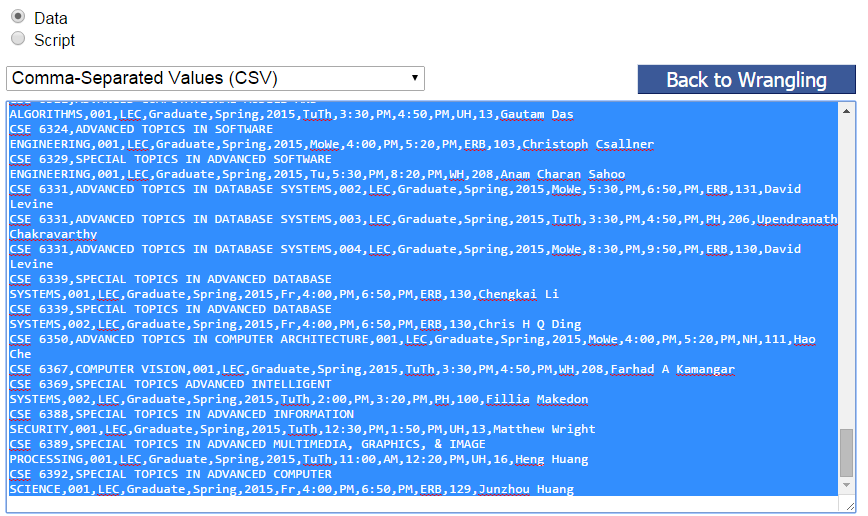 Data
Script
Comma-Separated Values (CSV)
Back to Wrangling
ALGORITHMS,001,LEC,Graduate,Spring,2015,TuTh,3:30,PM,4:50,PM,UH,13,Gautam Das
CSE 6324,ADVANCED TOPICS IN SOFTWARE
ENGINEERING,001,LEC,Graduate,Spring,2015,MoWe,4:00,PM,5:20,PM,ERB,103,Christoph Csallner
CSE 6329,SPECIAL TOPICS IN ADVANCED SOFTWARE
ENGINEERING,001,LEC,Graduate,Spring,2015,Tu,5:30,PM,8:20,PM,WH,208,Anam Charan Sahoo
CSE 6331,ADVANCED TOPICS IN DATABASE SYSTEMS,002,LEC,Graduate,Spring,2015,MoWe,5:30,PM,6:50,PM,ERB,131,David
Levine
CSE 6331,ADVANCED TOPICS IN DATABASE SYSTEMS,003,LEC,Graduate,Spring,2015,TuTh,3:30,PM,4:50,PM,PH,206,Upendranath
Chakravarthy
CSE 6331,ADVANCED TOPICS IN DATABASE SYSTEMS,004,LEC,Graduate,Spring,2015,MoWe,8:30,PM,9:50,PM,ERB,130,David
Levine
CSE 6339,SPECIAL TOPICS IN ADVANCED DATABASE
SYSTEMS,001,LEC,Graduate,Spring,2015,Fr,4:00,PM,6:50,PM,ERB,130,Chengkai Li
CSE 6339,SPECIAL TOPICS IN ADVANCED DATABASE
SYSTEMS,002,LEC,Graduate,Spring,2015,Fr,4:00,PM,6:50,PM,ERB,130,Chris H Q Ding
CSE 6350,ADVANCED TOPICS IN COMPUTER ARCHITECTURE,001,LEC,Graduate,Spring,2015,MoWe,4:00,PM,5:20,PM,NH,111,Hao
Che
CSE 6367,COMPUTER VISION,001,LEC,Graduate,Spring,2015,TuTh,3:30,PM,4:50,PM,WH,208,Farhad A Kamangar
CSE 6369,SPECIAL TOPICS ADVANCED INTELLIGENT
SYSTEMS,002,LEC,Graduate,Spring,2015,TuTh,2:00,PM,3:20,PM,PH,100,Fillia Makedon
CSE 6388,SPECIAL TOPICS IN ADVANCED INFORMATION
SECURITY,001,LEC,Graduate,Spring,2015,TuTh,12:30,PM,1:50,PM,UH,13,Matthew Wright
CSE 6389,SPECIAL TOPICS IN ADVANCED MULTIMEDIA, GRAPHICS, & IMAGE
PROCESSING,001,LEC,Graduate,Spring,2015,TuTh,11:00,AM,12:20,PM,UH,16,Heng Huang
CSE 6392,SPECIAL TOPICS IN ADVANCED COMPUTER
SCIENCE,001,LEC,Graduate,Spring,2015,Fr,4:00,PM,6:50,PM,ERB,129,Junzhou Huang